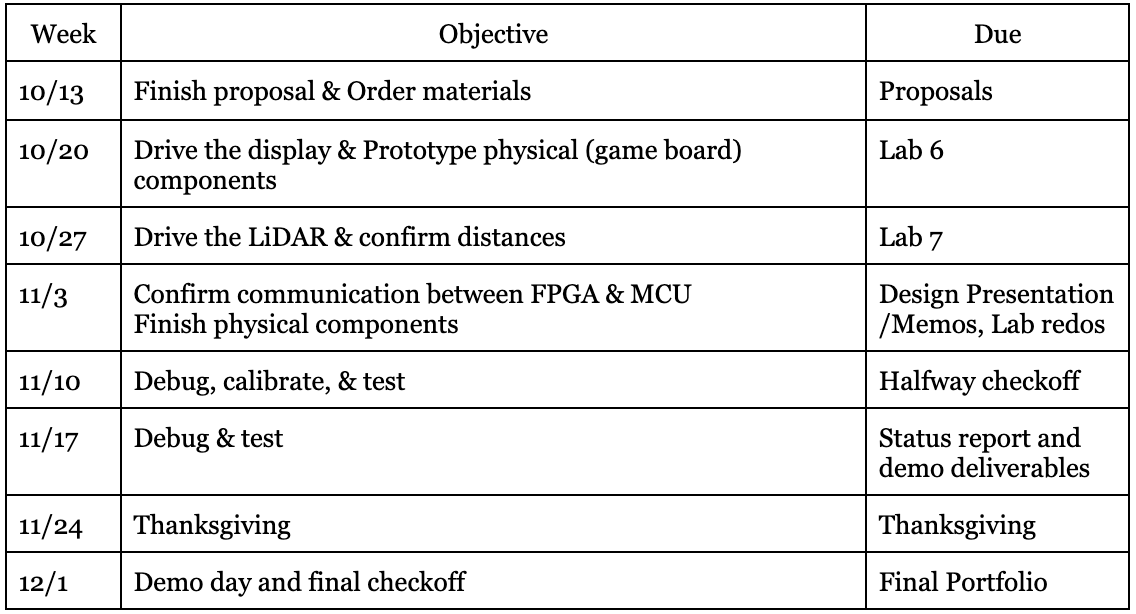 Week Objective Due
10/13 Finish proposal & Order materials Proposals
10/20 Drive the display & Prototype physical (game board) Lab 6
components
10/27 Drive the LiDAR & confirm distances Lab 7
11/3 Confirm communication between FPGA & MCU Design Presentation
Finish physical components /Memos, Lab redos
11/10 Debug, calibrate, & test Halfway checkoff
11/17 Debug & test Status report and
demo deliverables
11/24 Thanksgiving Thanksgiving
12/1 Demo day and final checkoff Final Portfolio